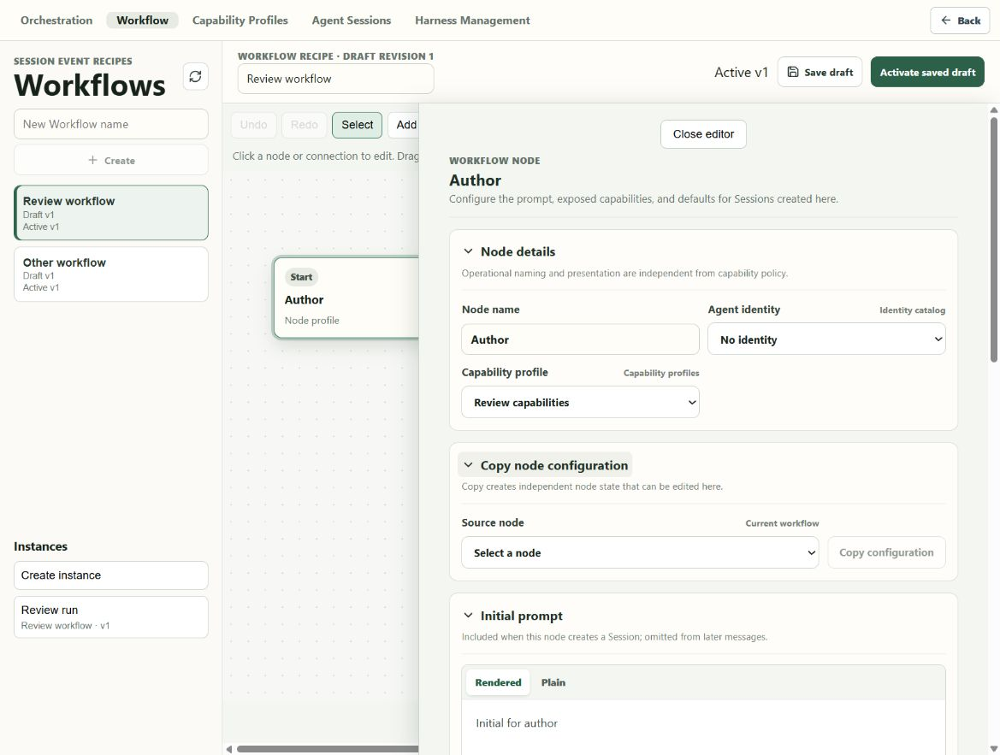 Orchestration
Workflow
Capability Profiles
Agent Sessions
Harness Management
Back
SESSION EVENT RECIPES
Workflows
New Workflow name
Create
Review workflow
Draft v1
Active v1
Other workflow
Draft v1
Active v1
Instances
Create instance
Review run
Review workflow · v1
WORKFLOW RECIPE · DRAFT REVISION 1
Review workflow
Active v1
Save draft
Activate saved draft
Undo
Redo
Select
Add
Click a node or connection to edit. Drag
Start
Author
Node profile
Close editor
WORKFLOW NODE
Author
Configure the prompt, exposed capabilities, and defaults for Sessions created here.
Node details
Operational naming and presentation are independent from capability policy.
Node name
Author
Agent identity
Identity catalog
No identity
Capability profile
Capability profiles
Review capabilities
Copy node configuration
Copy creates independent node state that can be edited here.
Source node
Current workflow
Select a node
Copy configuration
Initial prompt
Included when this node creates a Session; omitted from later messages.
Rendered
Plain
Initial for author